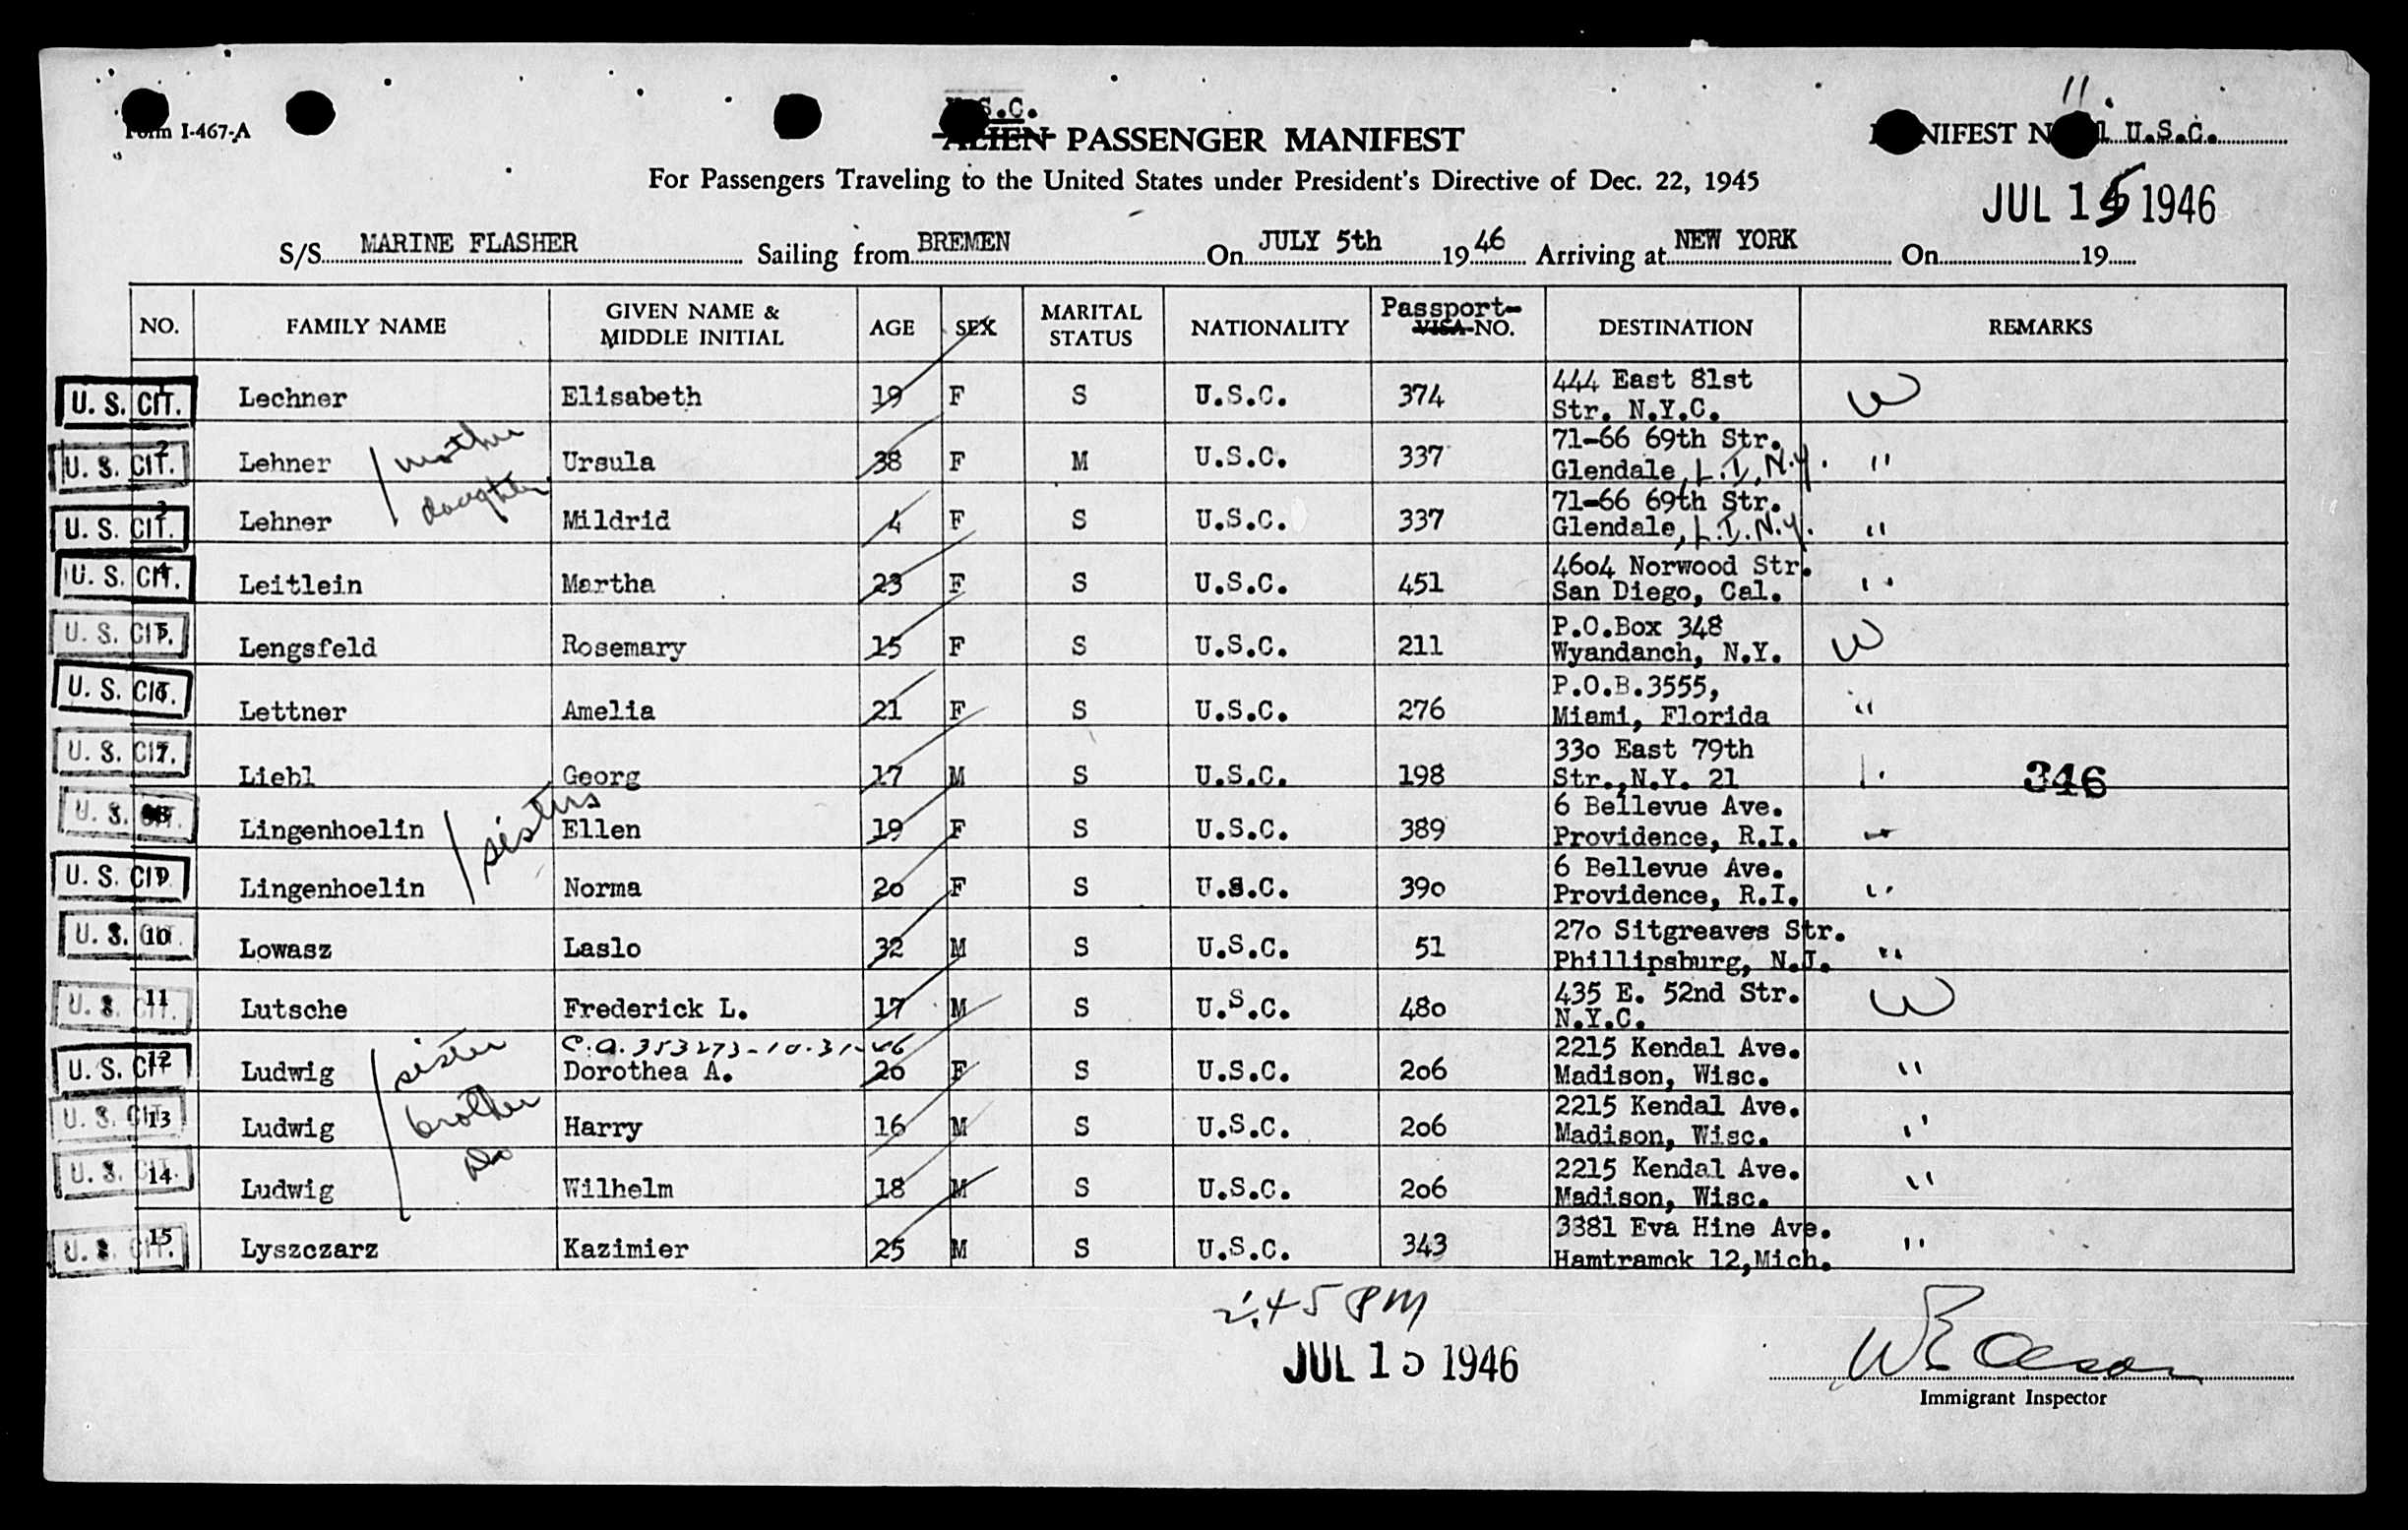 11.
Form I-467-A
U.S.C.
ALIEN PASSENGER MANIFEST
MANIFEST NO. U.S.C.
For Passengers Traveling to the United States under President's Directive of Dec. 22, 1945
JUL 15 1946
S/S MARINE FLASHER Sailing from BREMEN On JULY 5th 1946 Arriving at NEW YORK On 19
NO. FAMILY NAME GIVEN NAME & MIDDLE INITIAL AGE SEX MARITAL STATUS NATIONALITY Passport- VISA NO. DESTINATION REMARKS
U. S. CIT. 1 Lechner Elisabeth 19 F S U.S.C. 374 444 East 81st Str. N.Y.C. W
U. S. CIT. 2 Lehner mother Ursula 38 F M U.S.C. 337 71-66 69th Str. Glendale, L.I, N.Y. "
U. S. CIT. 3 Lehner daughter Mildrid 4 F S U.S.C. 337 71-66 69th Str. Glendale, L.I. N.Y. "
U. S. CIT. 4 Leitlein Martha 23 F S U.S.C. 451 4604 Norwood Str. San Diego, Cal. "
U. S. CIT. 5 Lengsfeld Rosemary 15 F S U.S.C. 211 P.O.Box 348 Wyandanch, N.Y. W
U. S. CIT. 6 Lettner Amelia 21 F S U.S.C. 276 P.O.B.3555, Miami, Florida "
U. S. CIT. 7 Liebl Georg 17 M S U.S.C. 198 330 East 79th Str.,N.Y. 21 " 346
U. S. CIT. 8 Lingenhoelin sisters Ellen 19 F S U.S.C. 389 6 Bellevue Ave. Providence, R.I. "
U. S. CIT. 9 Lingenhoelin Norma 20 F S U.S.C. 390 6 Bellevue Ave. Providence, R.I. "
U. S. CIT. 10 Lowasz Laslo 32 M S U.S.C. 51 270 Sitgreaves Str. Phillipsburg, N.J. "
U. S. CIT. 11 Lutsche Frederick L. 17 M S U.S.C. 480 435 E. 52nd Str. N.Y.C. W
C.A. 353273-10-31-46
U. S. CIT. 12 Ludwig sister Dorothea A. 20 F S U.S.C. 206 2215 Kendal Ave. Madison, Wisc. "
U. S. CIT. 13 Ludwig brother Harry 16 M S U.S.C. 206 2215 Kendal Ave. Madison, Wisc. "
U. S. CIT. 14 Ludwig Do Wilhelm 18 M S U.S.C. 206 2215 Kendal Ave. Madison, Wisc. "
U. S. CIT. 15 Lyszczarz Kazimier 25 M S U.S.C. 343 3881 Eva Hine Ave. Hamtramck 12,Mich. "
2:45 PM
JUL 15 1946
W E Olson
Immigrant Inspector